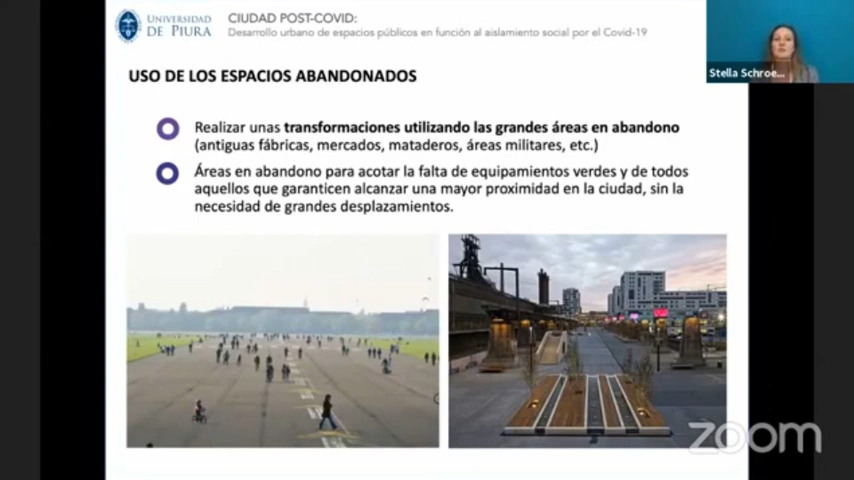 UNIVERSIDAD
DE PIURA
CIUDAD POST-COVID:
Desarrollo urbano de espacios públicos en función al aislamiento social por el Covid-19
Stella Schroe...
USO DE LOS ESPACIOS ABANDONADOS
Realizar unas transformaciones utilizando las grandes áreas en abandono
(antiguas fábricas, mercados, mataderos, áreas militares, etc.)
Áreas en abandono para acotar la falta de equipamientos verdes y de todos
aquellos que garanticen alcanzar una mayor proximidad en la ciudad, sin la
necesidad de grandes desplazamientos.
zoom